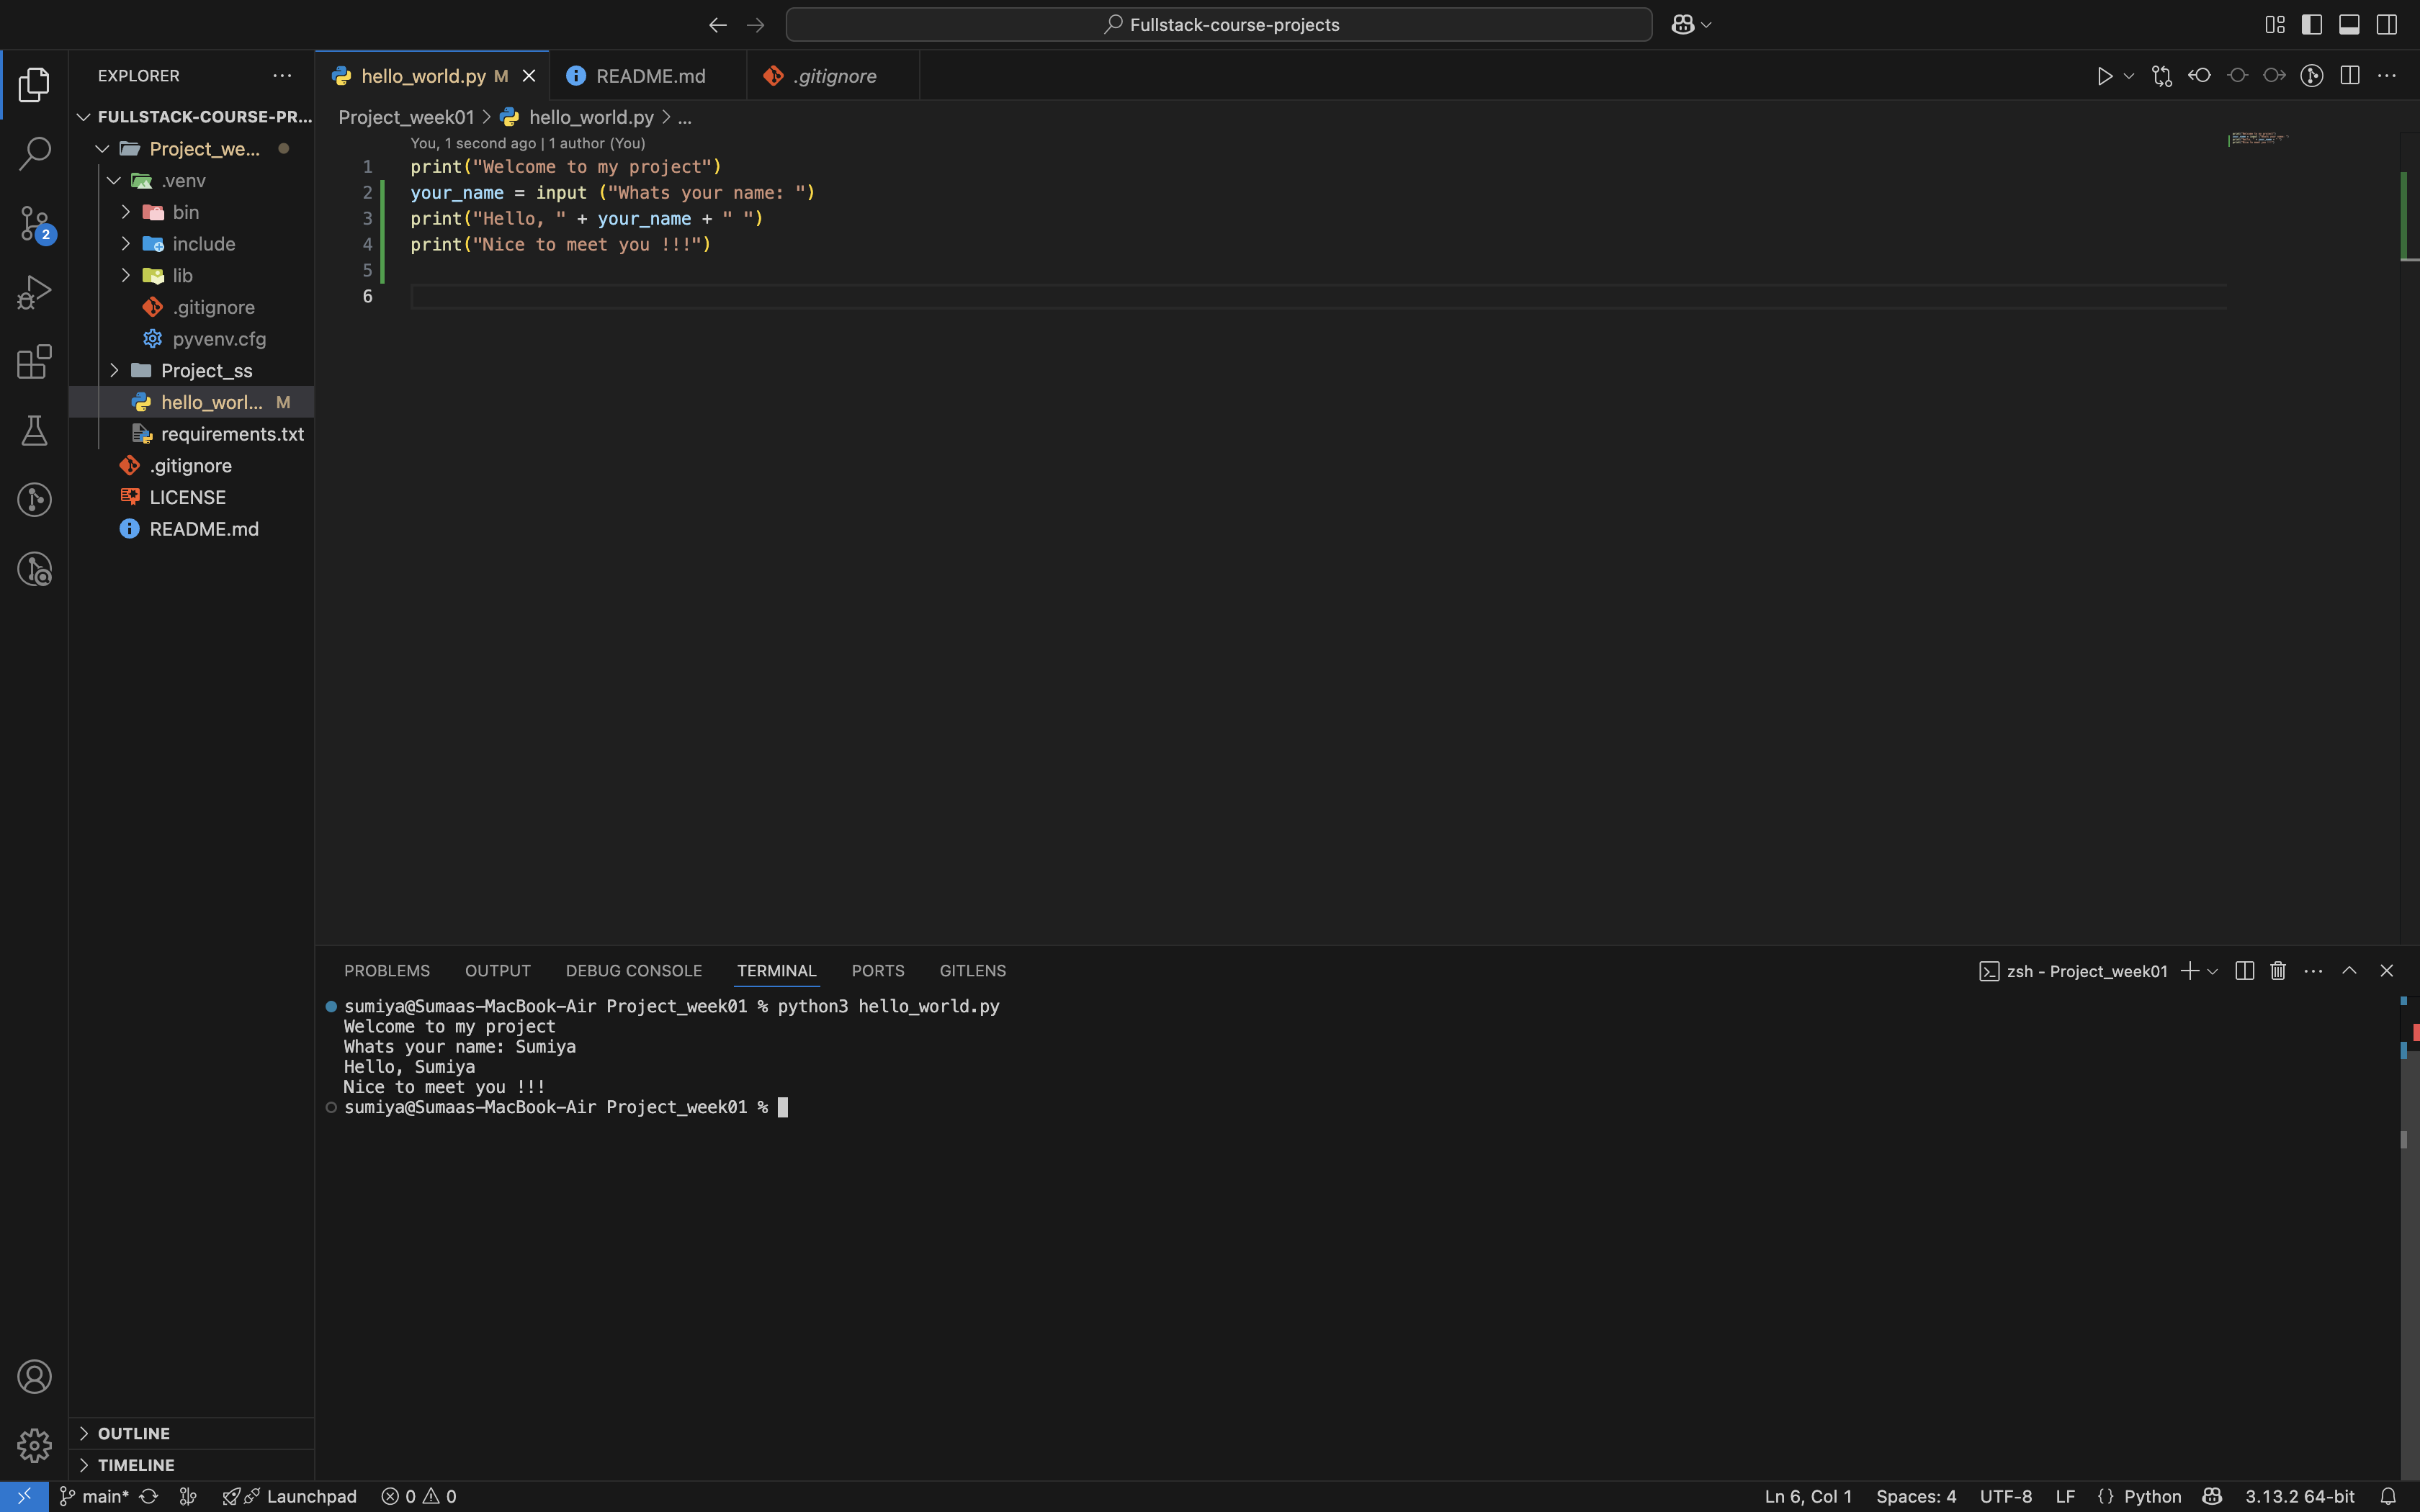 Fullstack-course-projects
EXPLORER
FULLSTACK-COURSE-PR...
Project_we...
.venv
bin
include
lib
.gitignore
pyvenv.cfg
Project_ss
hello_worl... M
requirements.txt
.gitignore
LICENSE
README.md
OUTLINE
TIMELINE
2
hello_world.py M
README.md
.gitignore
Project_week01 > hello_world.py > ...
You, 1 second ago | 1 author (You)
1 print("Welcome to my project")
2 your_name = input ("Whats your name: ")
3 print("Hello, " + your_name + " ")
4 print("Nice to meet you !!!")
5
6
PROBLEMS OUTPUT DEBUG CONSOLE TERMINAL PORTS GITLENS
zsh - Project_week01
sumiya@Sumaas-MacBook-Air Project_week01 % python3 hello_world.py
Welcome to my project
Whats your name: Sumiya
Hello, Sumiya
Nice to meet you !!!
sumiya@Sumaas-MacBook-Air Project_week01 %
main* Launchpad 0 0 Ln 6, Col 1 Spaces: 4 UTF-8 LF {} Python 3.13.2 64-bit